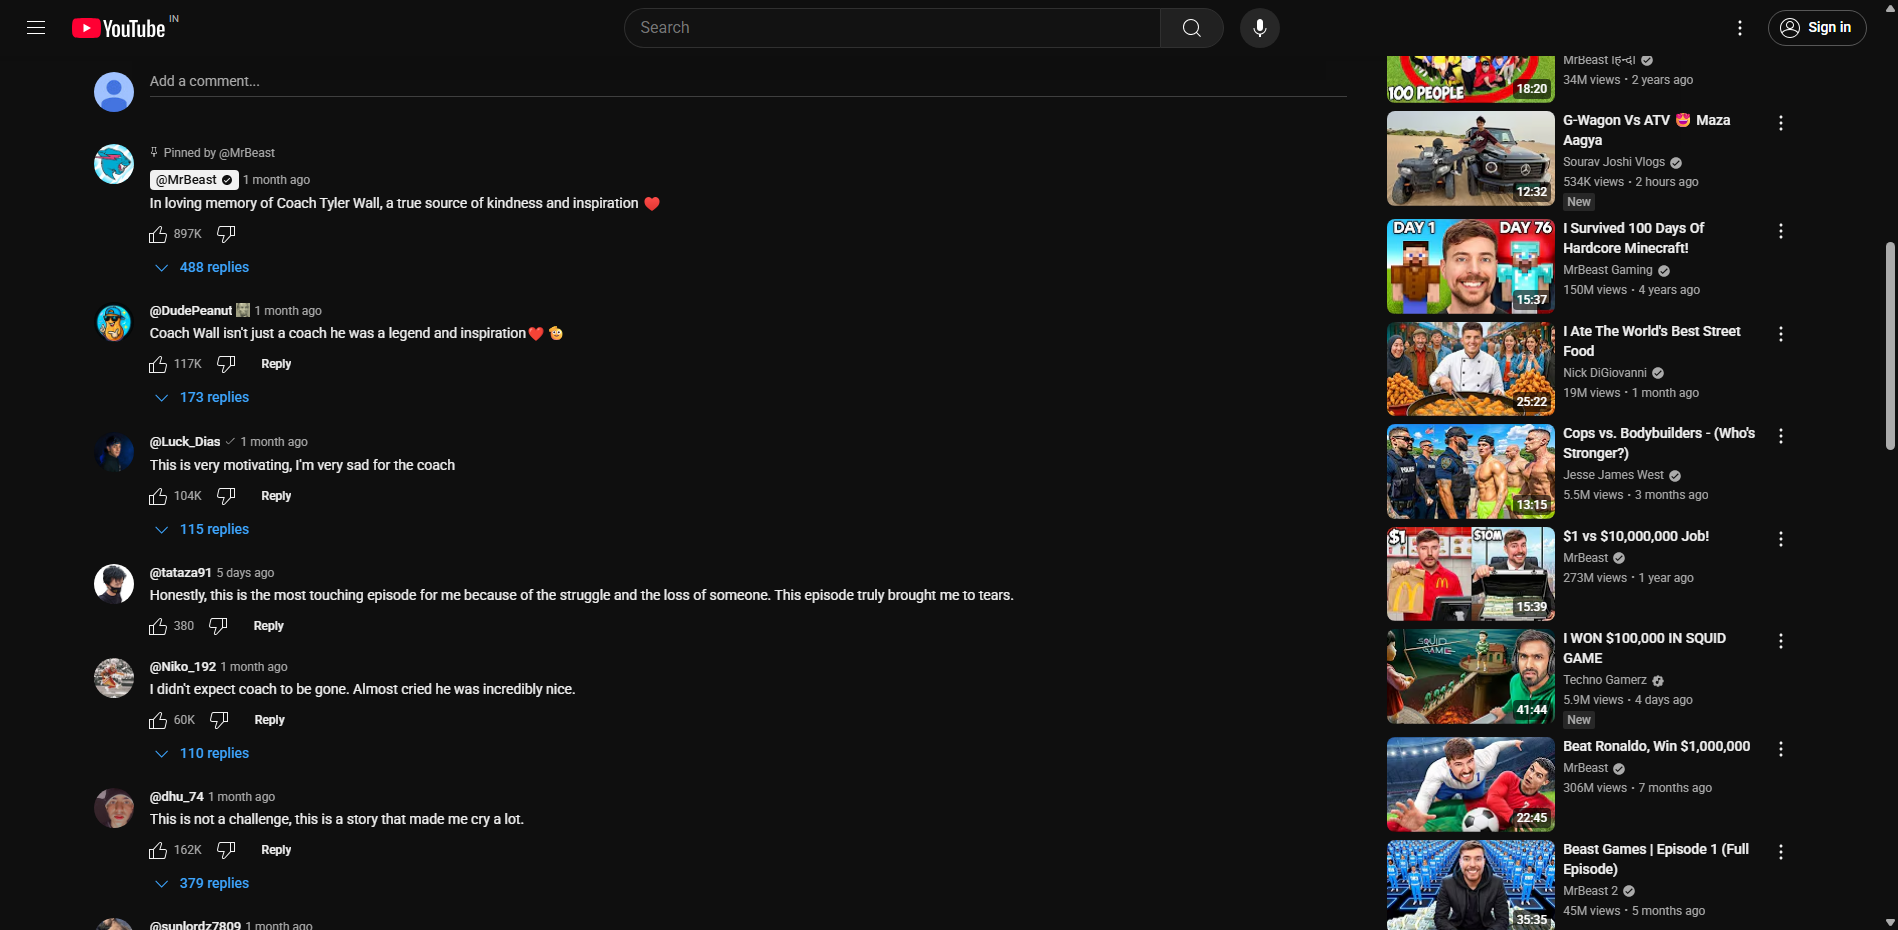 YouTube IN
Search
Sign in
Add a comment...
Pinned by @MrBeast
@MrBeast 1 month ago
In loving memory of Coach Tyler Wall, a true source of kindness and inspiration ❤️
897K
488 replies
@DudePeanut 1 month ago
Coach Wall isn't just a coach he was a legend and inspiration❤️ 🫡
117K Reply
173 replies
@Luck_Dias ✓ 1 month ago
This is very motivating, I'm very sad for the coach
104K Reply
115 replies
@tataza91 5 days ago
Honestly, this is the most touching episode for me because of the struggle and the loss of someone. This episode truly brought me to tears.
380 Reply
@Niko_192 1 month ago
I didn't expect coach to be gone. Almost cried he was incredibly nice.
60K Reply
110 replies
@dhu_74 1 month ago
This is not a challenge, this is a story that made me cry a lot.
162K Reply
379 replies
@sunlordz7809 1 month ago
100 PEOPLE
18:20
MrBeast हिन्दी
34M views • 2 years ago
12:32
G-Wagon Vs ATV 🤩 Maza
Aagya
Sourav Joshi Vlogs
534K views • 2 hours ago
New
DAY 1 DAY 76
15:37
I Survived 100 Days Of
Hardcore Minecraft!
MrBeast Gaming
150M views • 4 years ago
25:22
I Ate The World's Best Street
Food
Nick DiGiovanni
19M views • 1 month ago
POLICE
13:15
Cops vs. Bodybuilders - (Who's
Stronger?)
Jesse James West
5.5M views • 3 months ago
$1 $10M
15:39
$1 vs $10,000,000 Job!
MrBeast
273M views • 1 year ago
SQUID
GAME
41:44
I WON $100,000 IN SQUID
GAME
Techno Gamerz
5.9M views • 4 days ago
New
22:45
Beat Ronaldo, Win $1,000,000
MrBeast
306M views • 7 months ago
35:35
Beast Games | Episode 1 (Full
Episode)
MrBeast 2
45M views • 5 months ago